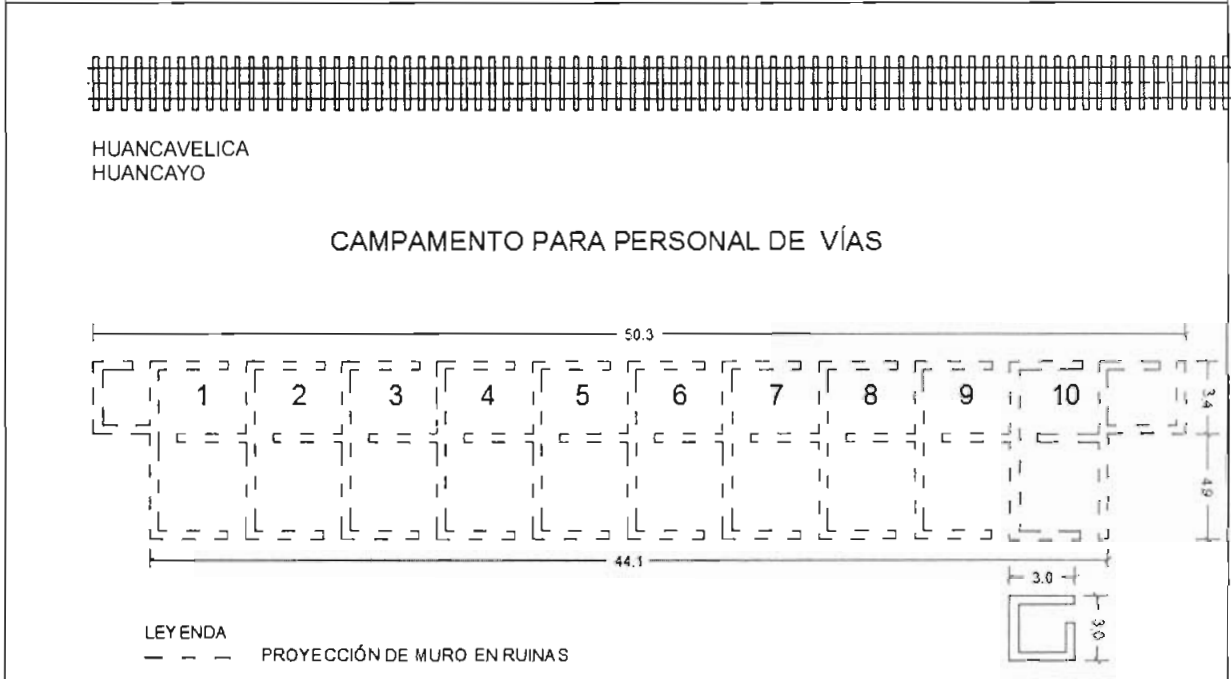 HUANCAVELICA
HUANCAYO
CAMPAMENTO PARA PERSONAL DE VÍAS
50.3
1 2 3 4 5 6 7 8 9 10
3.4
4.9
44.1
3.0
3.0
LEYENDA
PROYECCIÓN DE MURO EN RUINAS